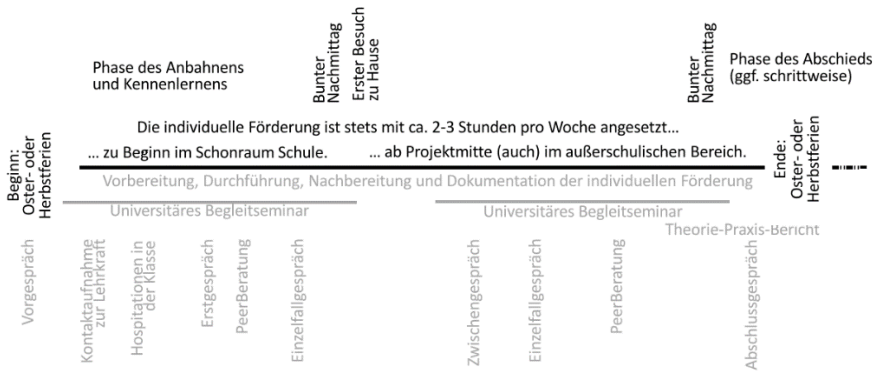 Phase des Anbahnens
und Kennenlernens
Bunter
Nachmittag
Erster Besuch
zu Hause
Bunter
Nachmittag
Phase des Abschieds
(ggf. schrittweise)
Beginn:
Oster- oder
Herbstferien
Die individuelle Förderung ist stets mit ca. 2-3 Stunden pro Woche angesetzt...
... zu Beginn im Schonraum Schule.
... ab Projektmitte (auch) im außerschulischen Bereich.
Ende:
Oster- oder
Herbstferien
Vorbereitung, Durchführung, Nachbereitung und Dokumentation der individuellen Förderung
Universitäres Begleitseminar
Universitäres Begleitseminar
Theorie-Praxis-Bericht
Vorgespräch
Kontaktaufnahme
zur Lehrkraft
Hospitationen in
der Klasse
Erstgespräch
PeerBeratung
Einzelfallgespräch
Zwischengespräch
Einzelfallgespräch
PeerBeratung
Abschlussgespräch